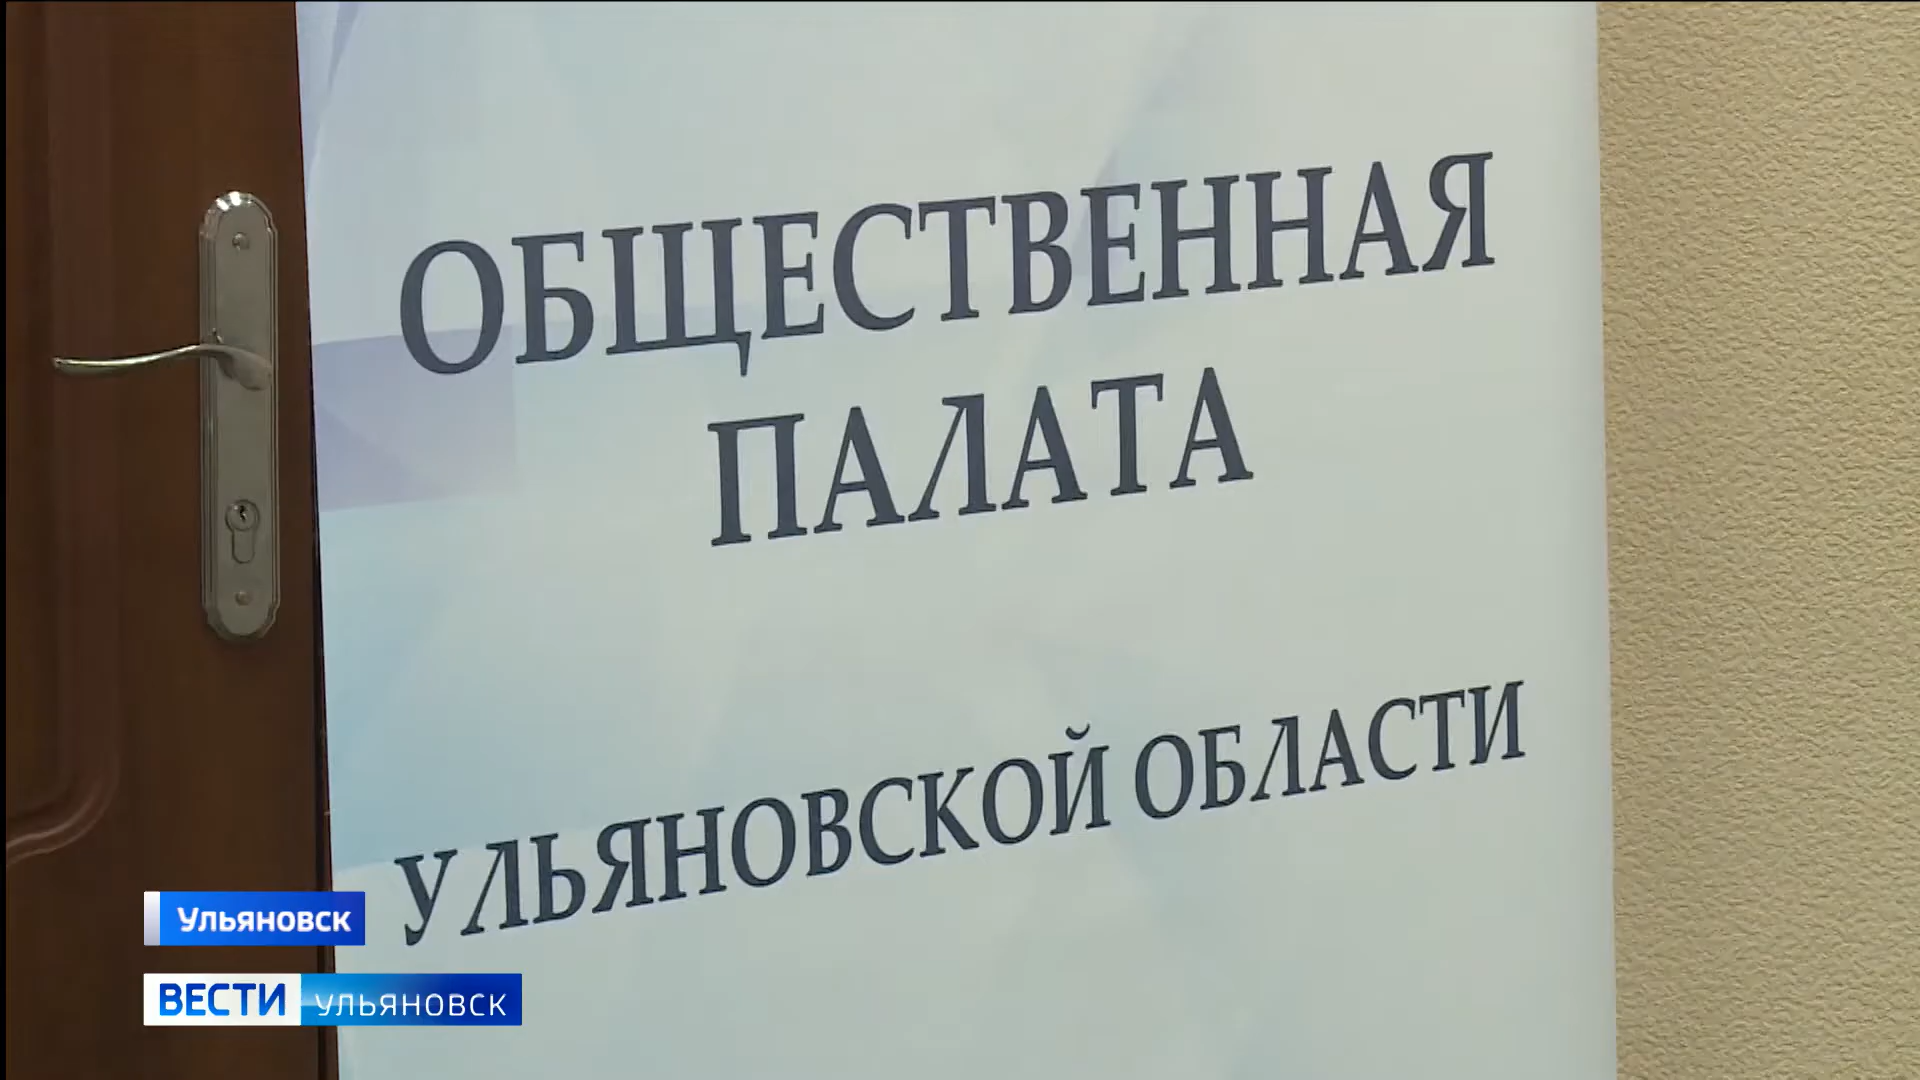 ОБЩЕСТВЕННАЯ
ПАЛАТА
УЛЬЯНОВСКОЙ ОБЛАСТИ
Ульяновск
ВЕСТИ УЛЬЯНОВСК